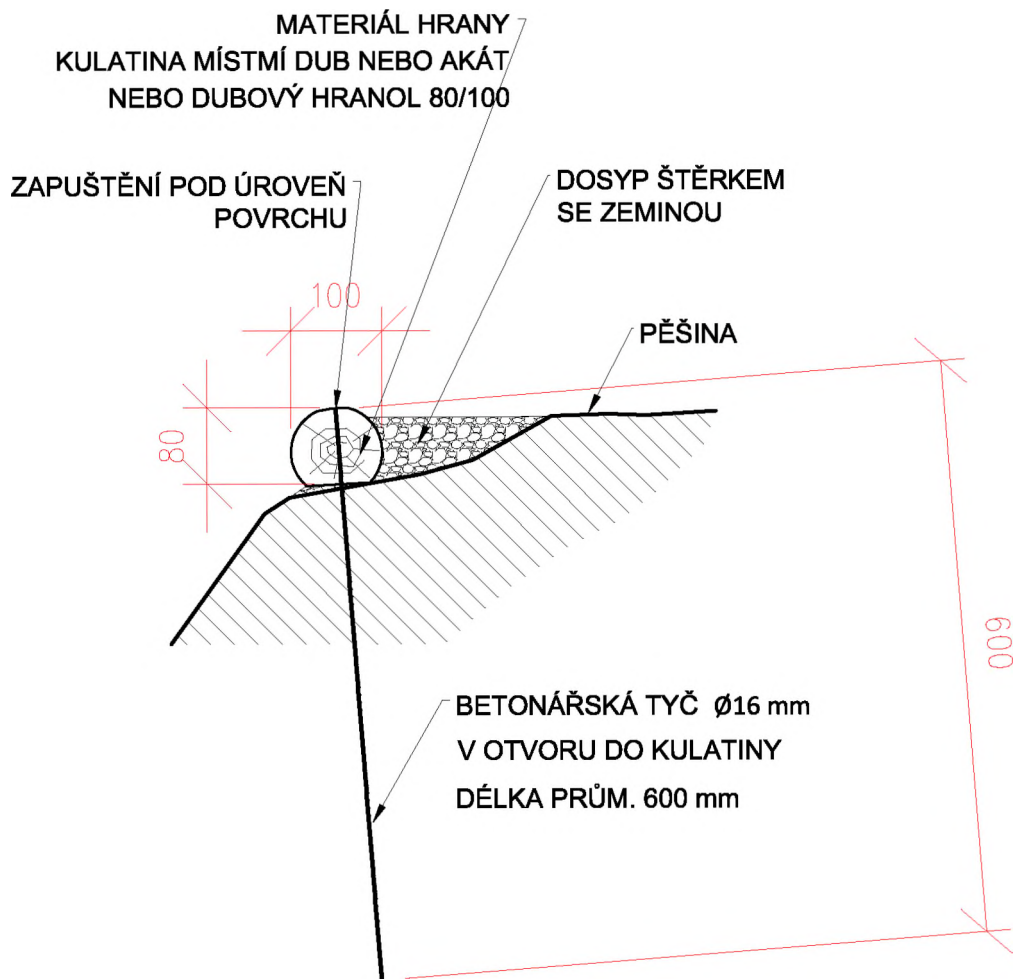 MATERIÁL HRANY
KULATINA MÍSTMÍ DUB NEBO AKÁT
NEBO DUBOVÝ HRANOL 80/100
ZAPUŠTĚNÍ POD ÚROVEŇ
POVRCHU
DOSYP ŠTĚRKEM
SE ZEMINOU
100
PĚŠINA
80
600
BETONÁŘSKÁ TYČ Ø16 mm
V OTVORU DO KULATINY
DÉLKA PRŮM. 600 mm